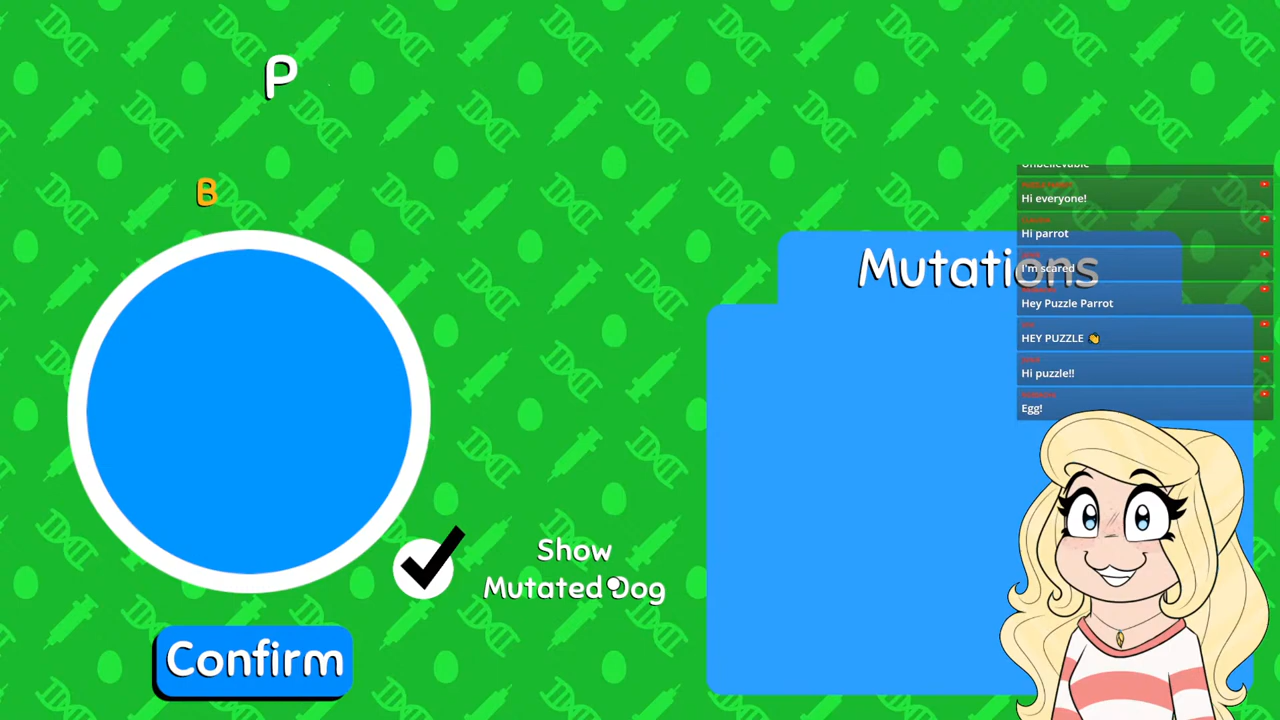 P
B
Mutations
Hi everyone!
Hi parrot
I'm scared
Hey Puzzle Parrot
HEY PUZZLE 👏
Hi puzzle!!
Egg!
Show
Mutated Dog
Confirm